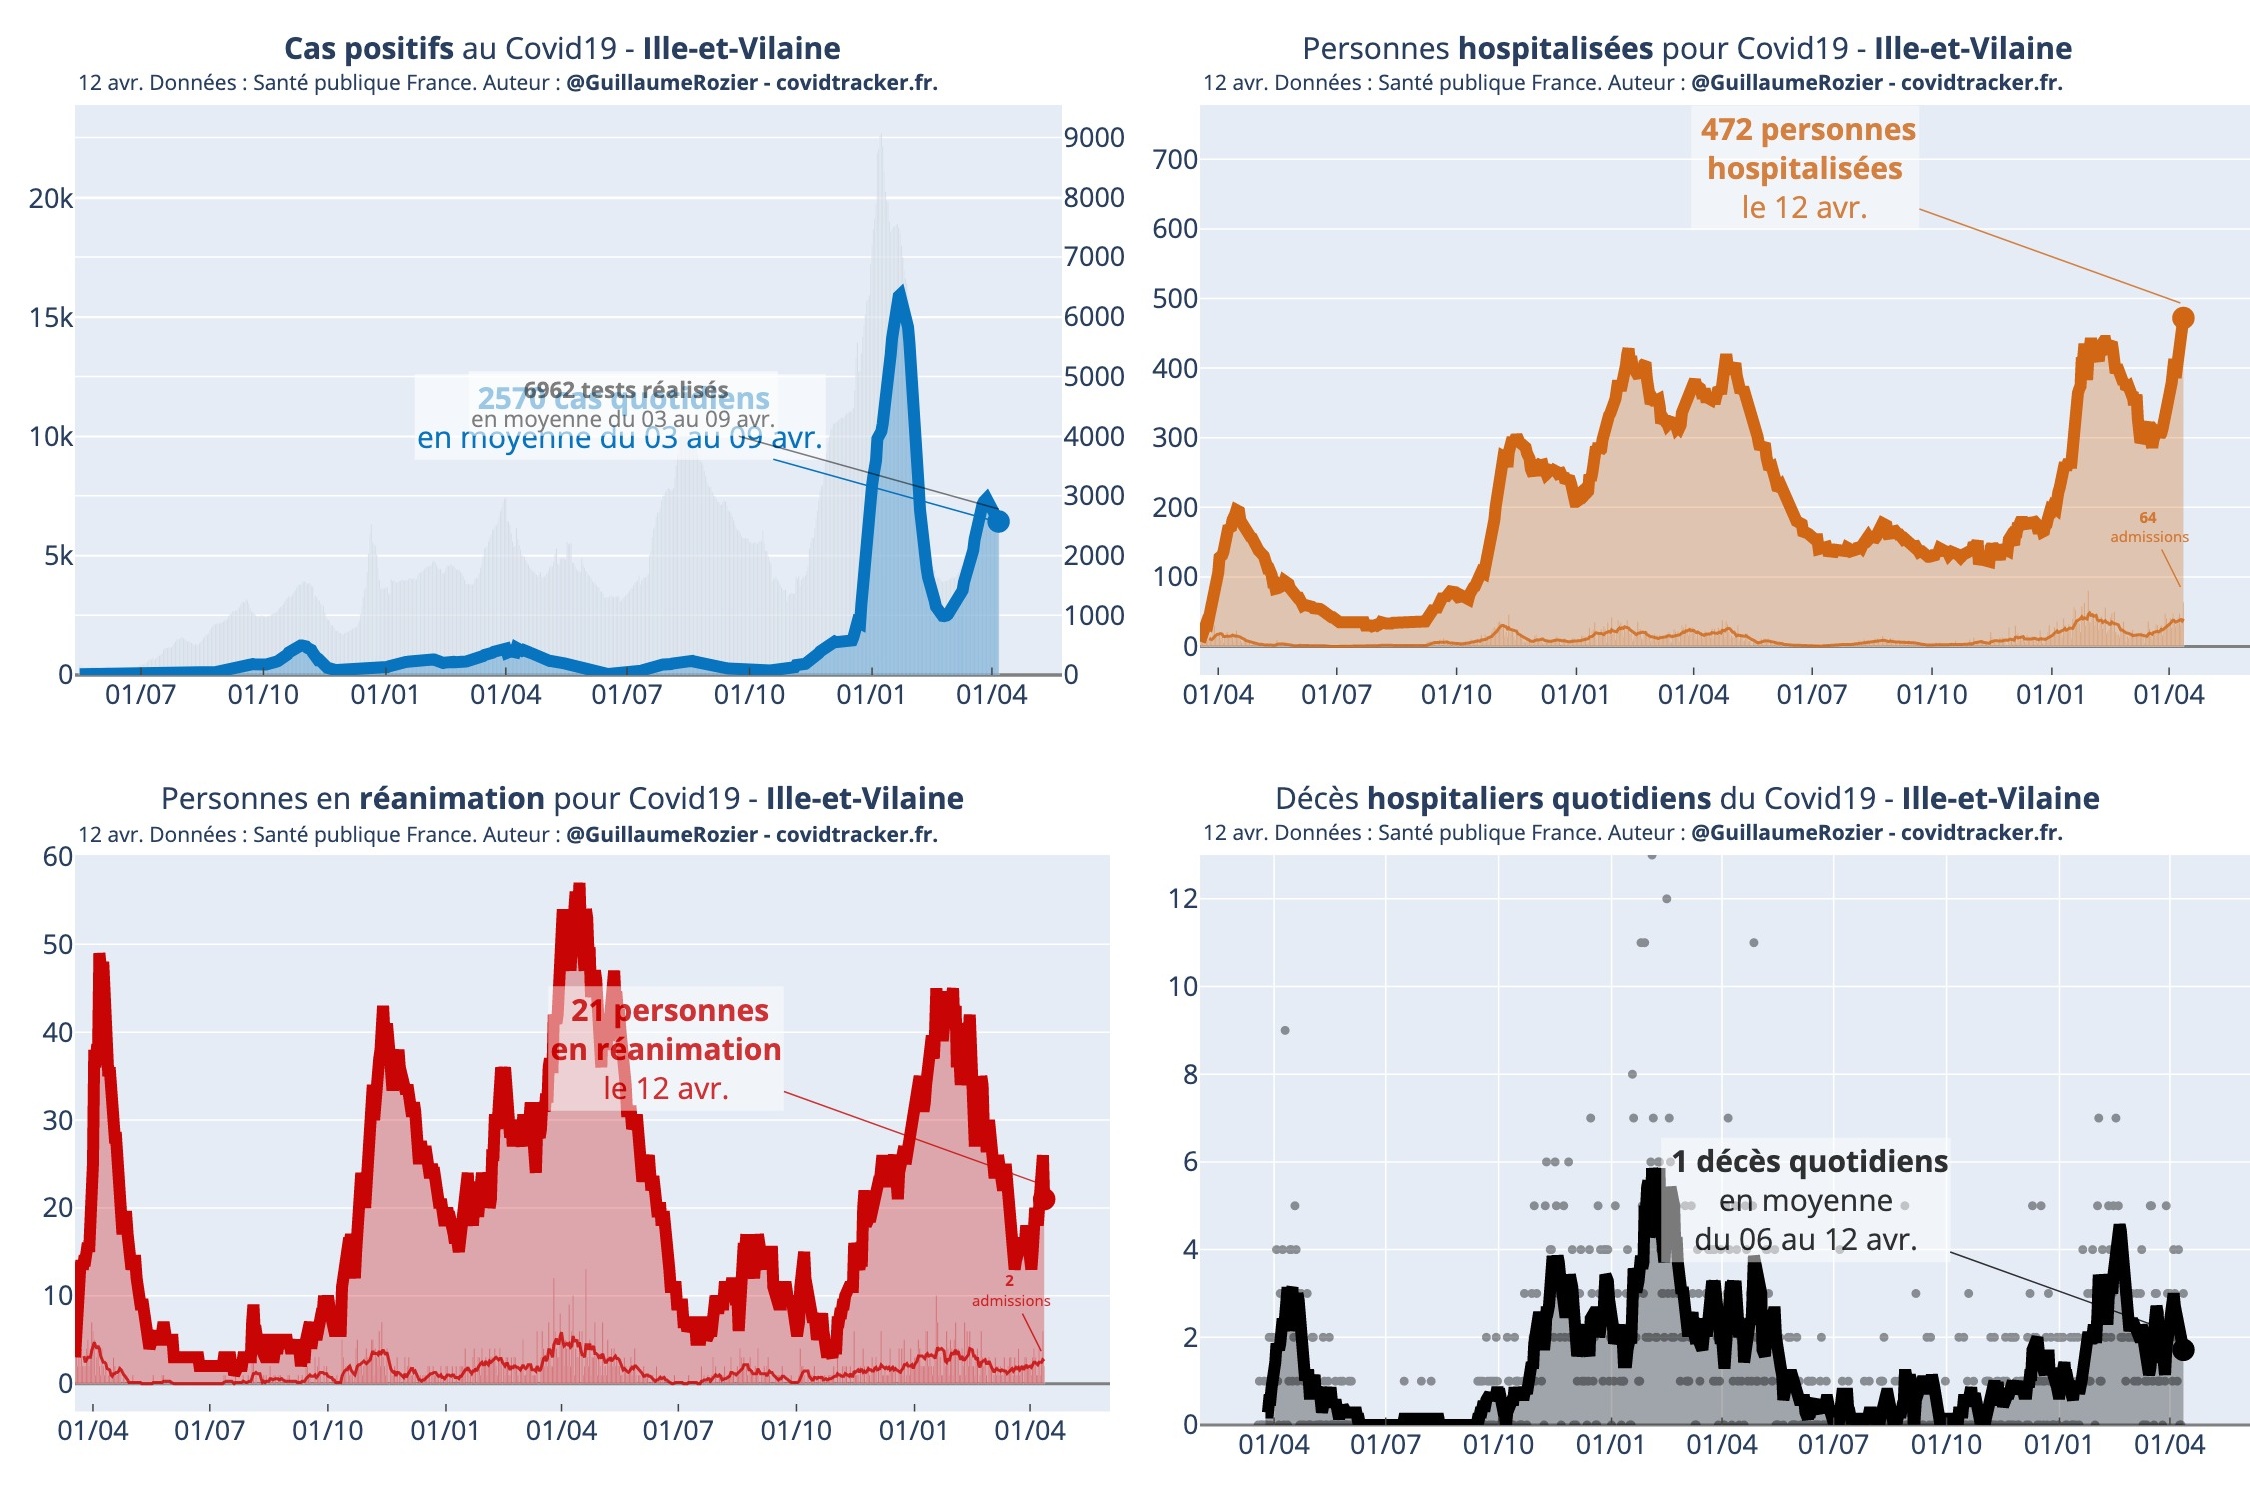 Cas positifs au Covid19 - Ille-et-Vilaine
12 avr. Données : Santé publique France. Auteur : @GuillaumeRozier - covidtracker.fr.
20k
15k
10k
5k
0
9000
8000
7000
6000
5000
4000
3000
2000
1000
0
6962 tests réalisés
en moyenne du 03 au 09 avr.
2570 cas quotidiens
en moyenne du 03 au 09 avr.
01/07 01/10 01/01 01/04 01/07 01/10 01/01 01/04
Personnes hospitalisées pour Covid19 - Ille-et-Vilaine
12 avr. Données : Santé publique France. Auteur : @GuillaumeRozier - covidtracker.fr.
700
600
500
400
300
200
100
0
472 personnes
hospitalisées
le 12 avr.
64
admissions
01/04 01/07 01/10 01/01 01/04 01/07 01/10 01/01 01/04
Personnes en réanimation pour Covid19 - Ille-et-Vilaine
12 avr. Données : Santé publique France. Auteur : @GuillaumeRozier - covidtracker.fr.
60
50
40
30
20
10
0
21 personnes
en réanimation
le 12 avr.
2
admissions
01/04 01/07 01/10 01/01 01/04 01/07 01/10 01/01 01/04
Décès hospitaliers quotidiens du Covid19 - Ille-et-Vilaine
12 avr. Données : Santé publique France. Auteur : @GuillaumeRozier - covidtracker.fr.
12
10
8
6
4
2
0
1 décès quotidiens
en moyenne
du 06 au 12 avr.
01/04 01/07 01/10 01/01 01/04 01/07 01/10 01/01 01/04